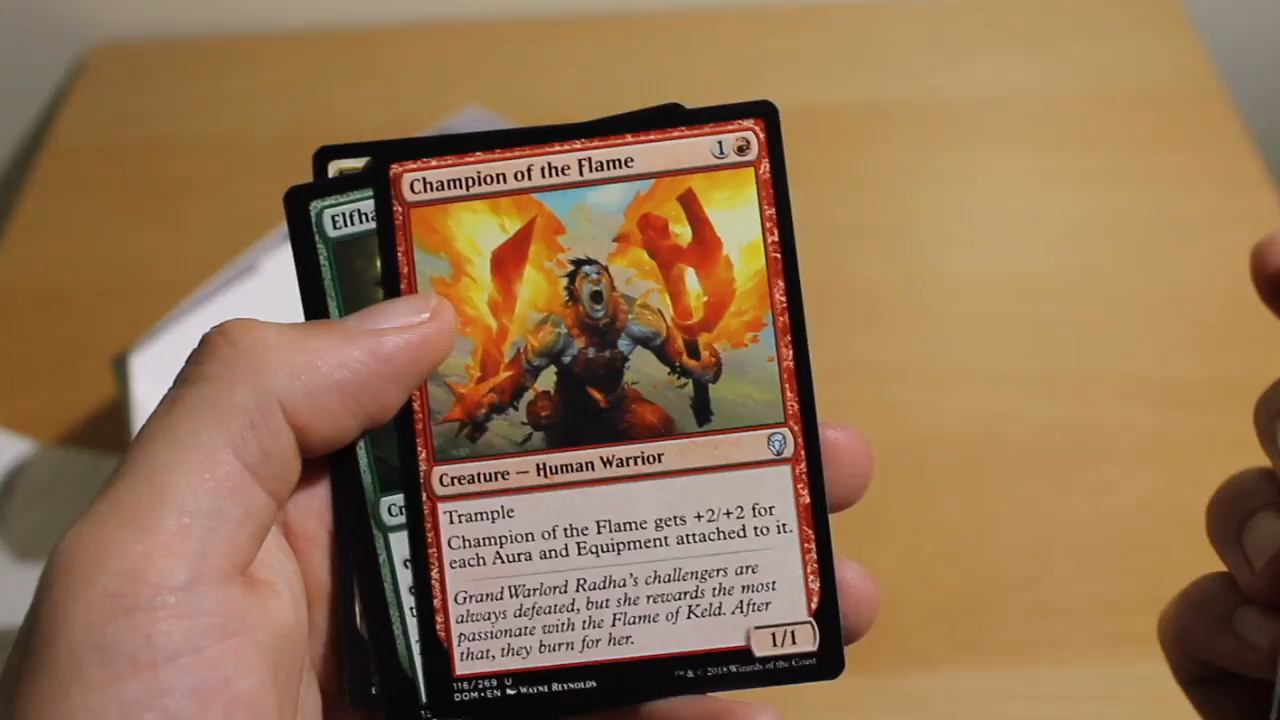 Champion of the Flame 1
Elfha
Creature — Human Warrior
Cr
Trample
Champion of the Flame gets +2/+2 for
each Aura and Equipment attached to it.
Grand Warlord Radha's challengers are
always defeated, but she rewards the most
passionate with the Flame of Keld. After
that, they burn for her.
1/1
116/269 U
DOM • EN Wayne Reynolds
™ & © 2018 Wizards of the Coast